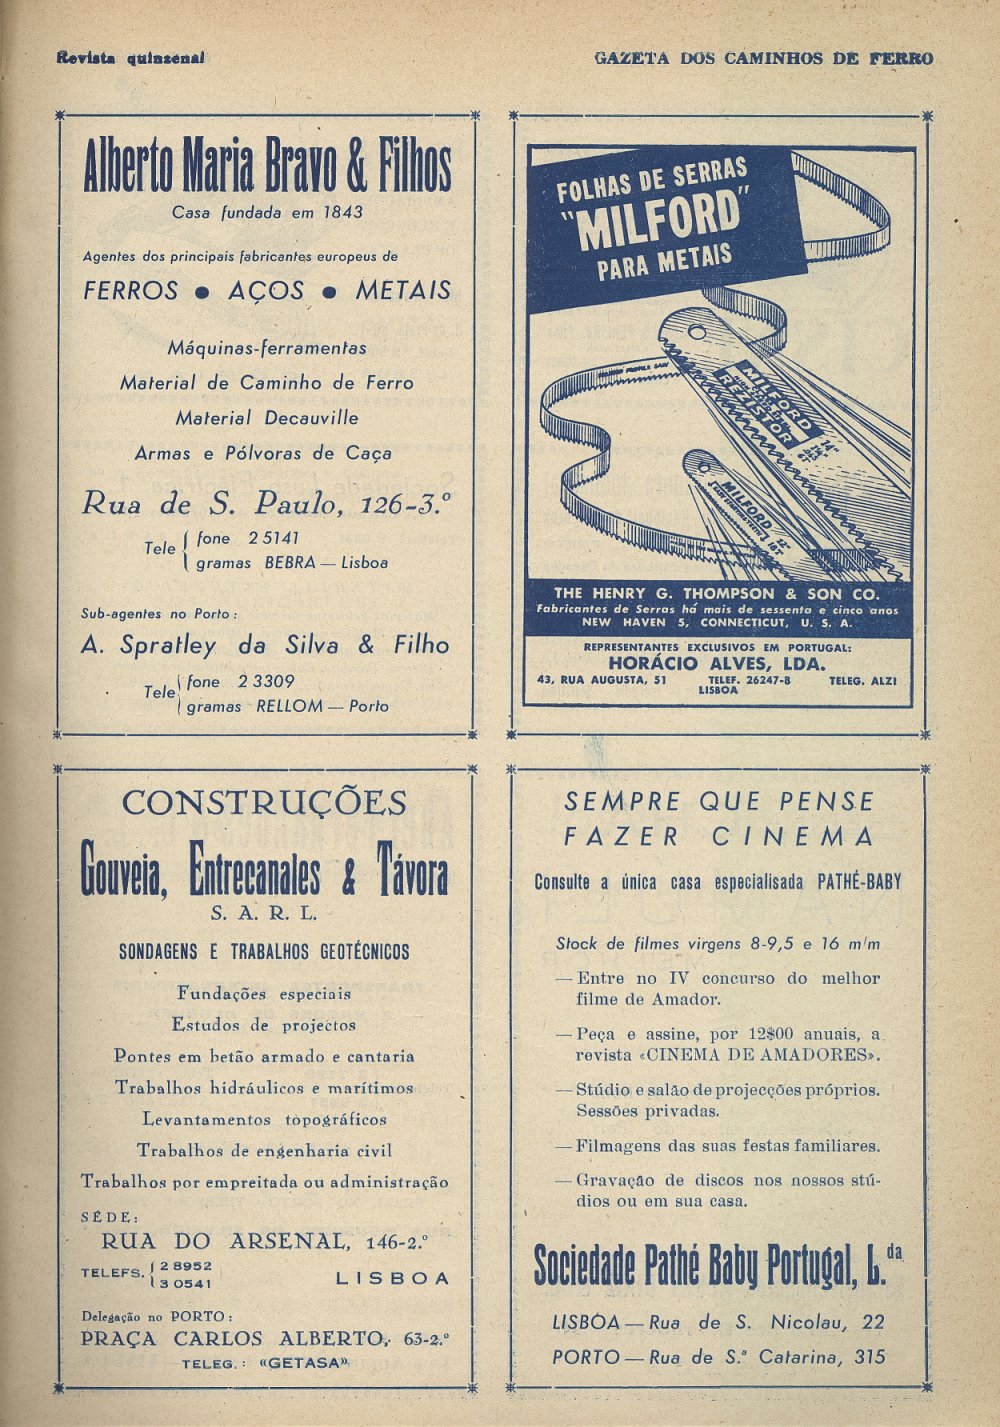 Revista quinzenal
GAZETA DOS CAMINHOS DE FERRO
Alberto Maria Bravo & Filhos
Casa fundada em 1843
Agentes dos principais fabricantes europeus de
FERROS ● AÇOS ● METAIS
Máquinas-ferramentas
Material de Caminho de Ferro
Material Decauville
Armas e Pólvoras de Caça
Rua de S. Paulo, 126-3.º
Tele { fone 25141
gramas BEBRA — Lisboa
Sub-agentes no Porto:
A. Spratley da Silva & Filho
Tele { fone 23309
gramas RELLOM — Porto
FOLHAS DE SERRAS
"MILFORD"
PARA METAIS
MILFORD PROFILE SAW
MILFORD
REZISTOR
MILFORD
THE HENRY G. THOMPSON & SON CO.
Fabricantes de Serras há mais de sessenta e cinco anos
NEW HAVEN 5, CONNECTICUT, U. S. A.
REPRESENTANTES EXCLUSIVOS EM PORTUGAL:
HORÁCIO ALVES, LDA.
43, RUA AUGUSTA, 51 TELEF. 26247-8 TELEG. ALZI
LISBOA
CONSTRUÇÕES
Gouveia, Entrecanales & Távora
S. A. R. L.
SONDAGENS E TRABALHOS GEOTÉCNICOS
Fundações especiais
Estudos de projectos
Pontes em betão armado e cantaria
Trabalhos hidráulicos e marítimos
Levantamentos topográficos
Trabalhos de engenharia civil
Trabalhos por empreitada ou administração
SÉDE:
RUA DO ARSENAL, 146-2.º
TELEFS. { 28952
30541
LISBOA
Delegação no PORTO:
PRAÇA CARLOS ALBERTO, 63-2.º
TELEG.: «GETASA»
SEMPRE QUE PENSE
FAZER CINEMA
Consulte a única casa especialisada PATHÉ-BABY
Stock de filmes virgens 8-9,5 e 16 m/m
— Entre no IV concurso do melhor
filme de Amador.
— Peça e assine, por 12$00 anuais, a
revista «CINEMA DE AMADORES».
— Stúdio e salão de projecções próprios.
Sessões privadas.
— Filmagens das suas festas familiares.
— Gravação de discos nos nossos stú-
dios ou em sua casa.
Sociedade Pathé Baby Portugal, L.da
LISBOA — Rua de S. Nicolau, 22
PORTO — Rua de S.ª Catarina, 315